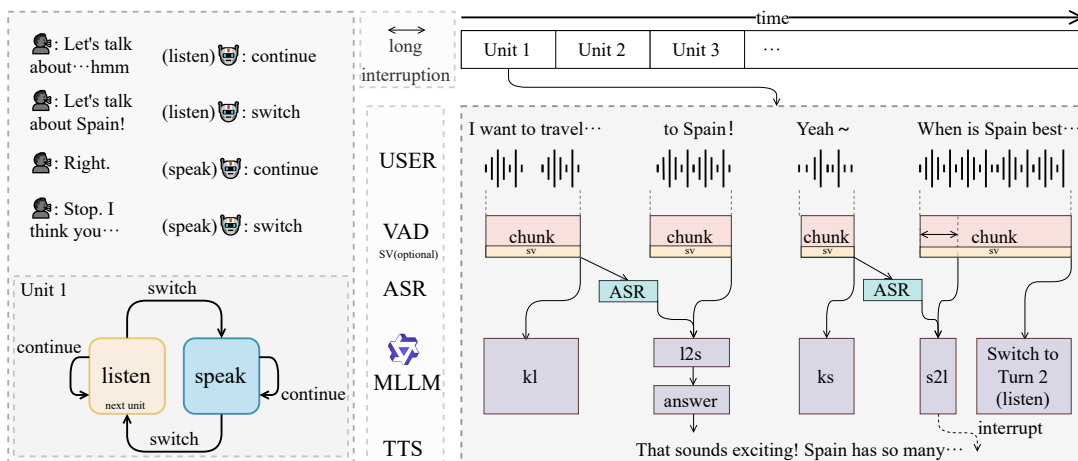 : Let's talk
about···hmm
(listen) : continue
: Let's talk
about Spain!
(listen) : switch
: Right.
(speak) : continue
: Stop. I
think you···
(speak) : switch
Unit 1
switch
continue
listen
next unit
speak
continue
switch
long
interruption
USER
VAD
SV(optional)
ASR
MLLM
TTS
time
Unit 1
Unit 2
Unit 3
···
I want to travel···
to Spain!
Yeah ~
When is Spain best···
chunk
sv
chunk
sv
chunk
sv
chunk
ASR
ASR
kl
l2s
answer
ks
s2l
Switch to
Turn 2
(listen)
interrupt
That sounds exciting! Spain has so many···